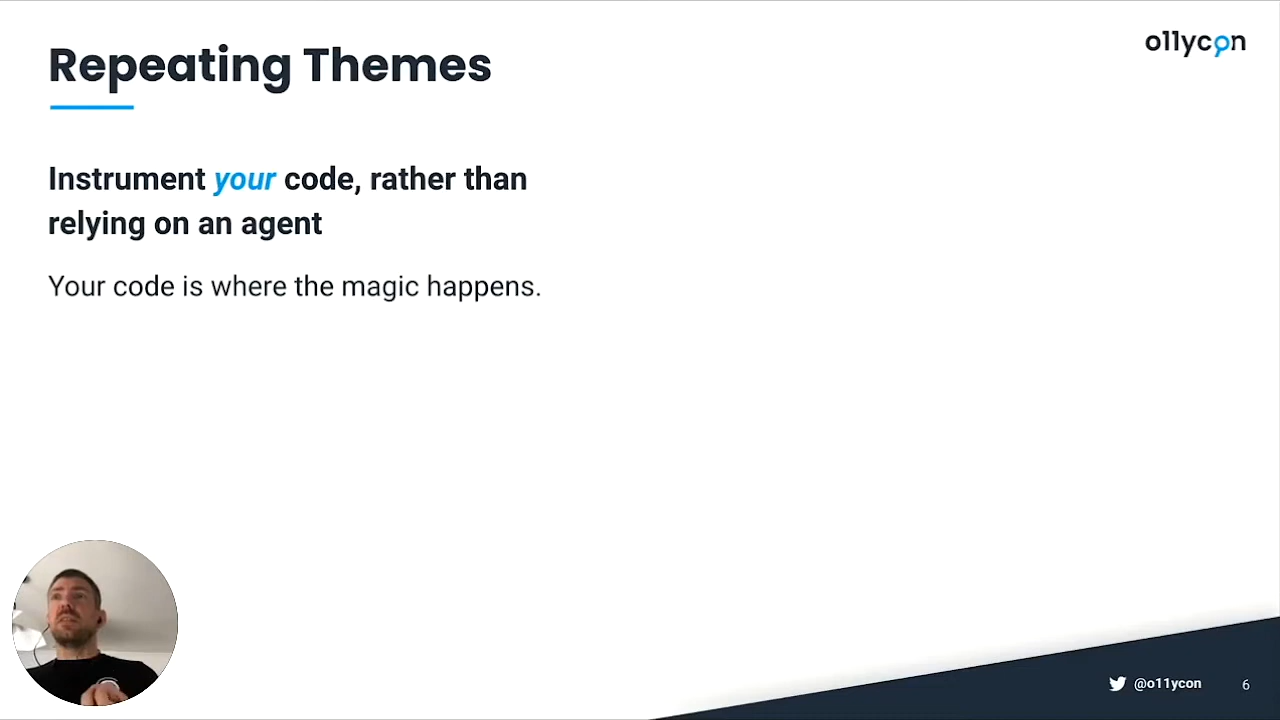 Repeating Themes
o11ycon
Instrument your code, rather than
relying on an agent
Your code is where the magic happens.
@o11ycon
6